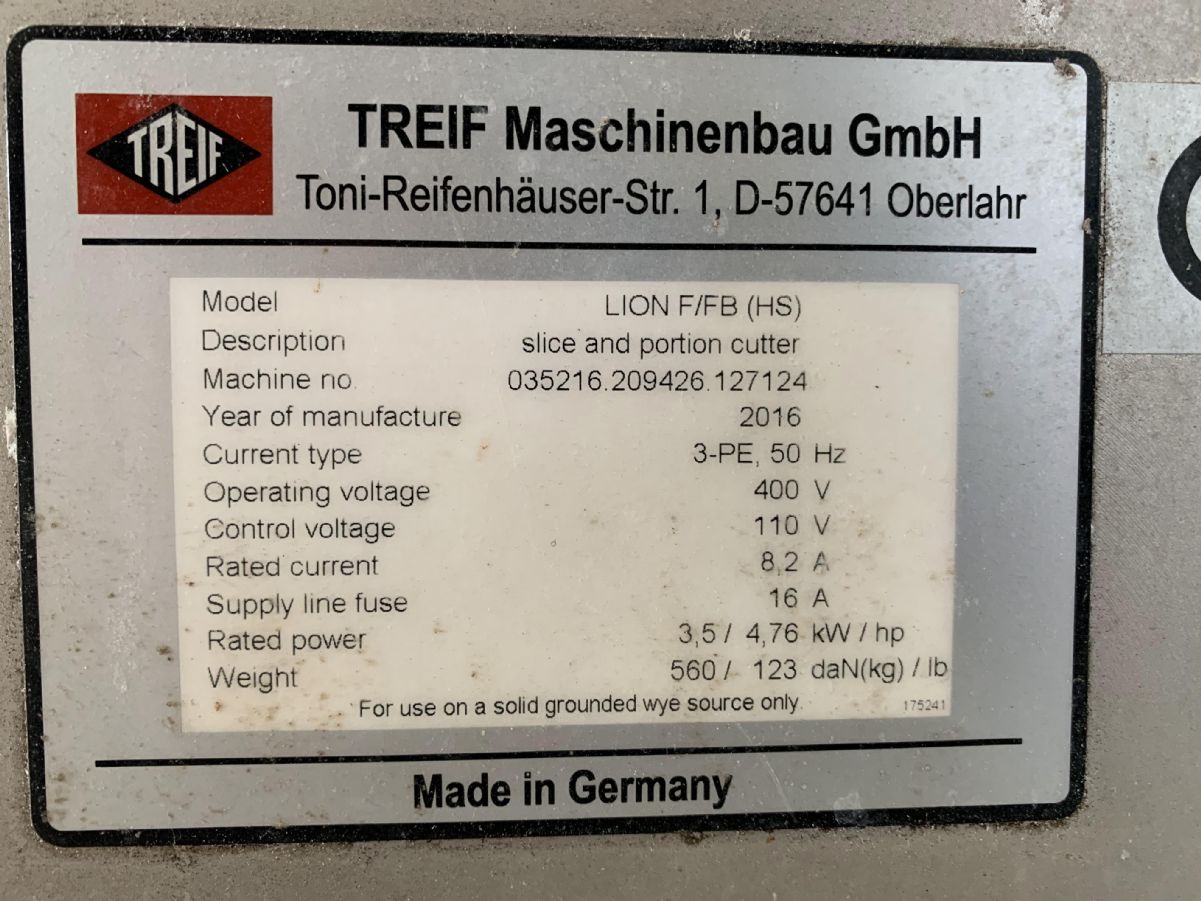 TREIF
TREIF Maschinenbau GmbH
Toni-Reifenhäuser-Str. 1, D-57641 Oberlahr
Model LION F/FB (HS)
Description slice and portion cutter
Machine no. 035216.209426.127124
Year of manufacture 2016
Current type 3-PE, 50 Hz
Operating voltage 400 V
Control voltage 110 V
Rated current 8,2 A
Supply line fuse 16 A
Rated power 3,5 / 4,76 kW / hp
Weight 560 / 123 daN(kg) / lb
For use on a solid grounded wye source only. 175241
Made in Germany